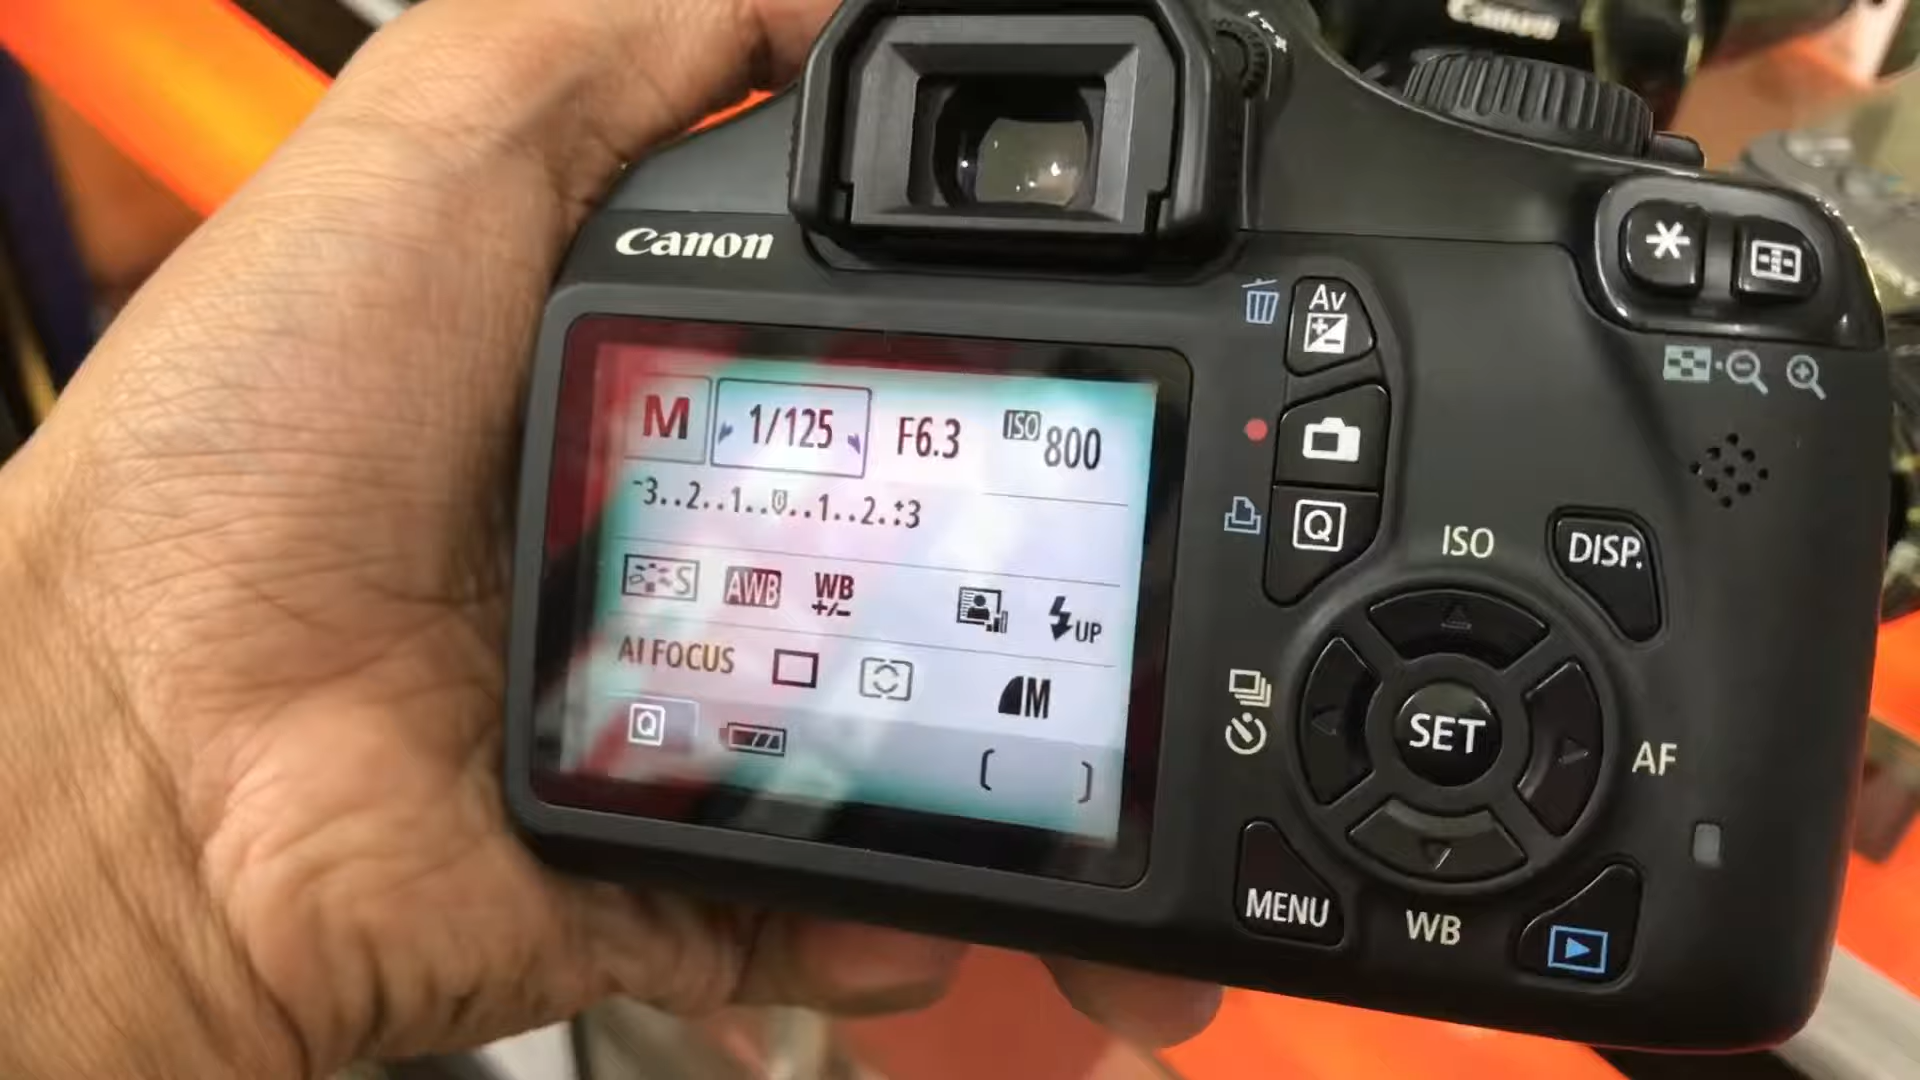 Canon
Canon
Av
M 1/125 F6.3 ISO 800
-3..2..1..0..1..2.:+3
S AWB WB +/- UP
AI FOCUS M
Q [ ]
Q
ISO
DISP.
SET
AF
MENU
WB